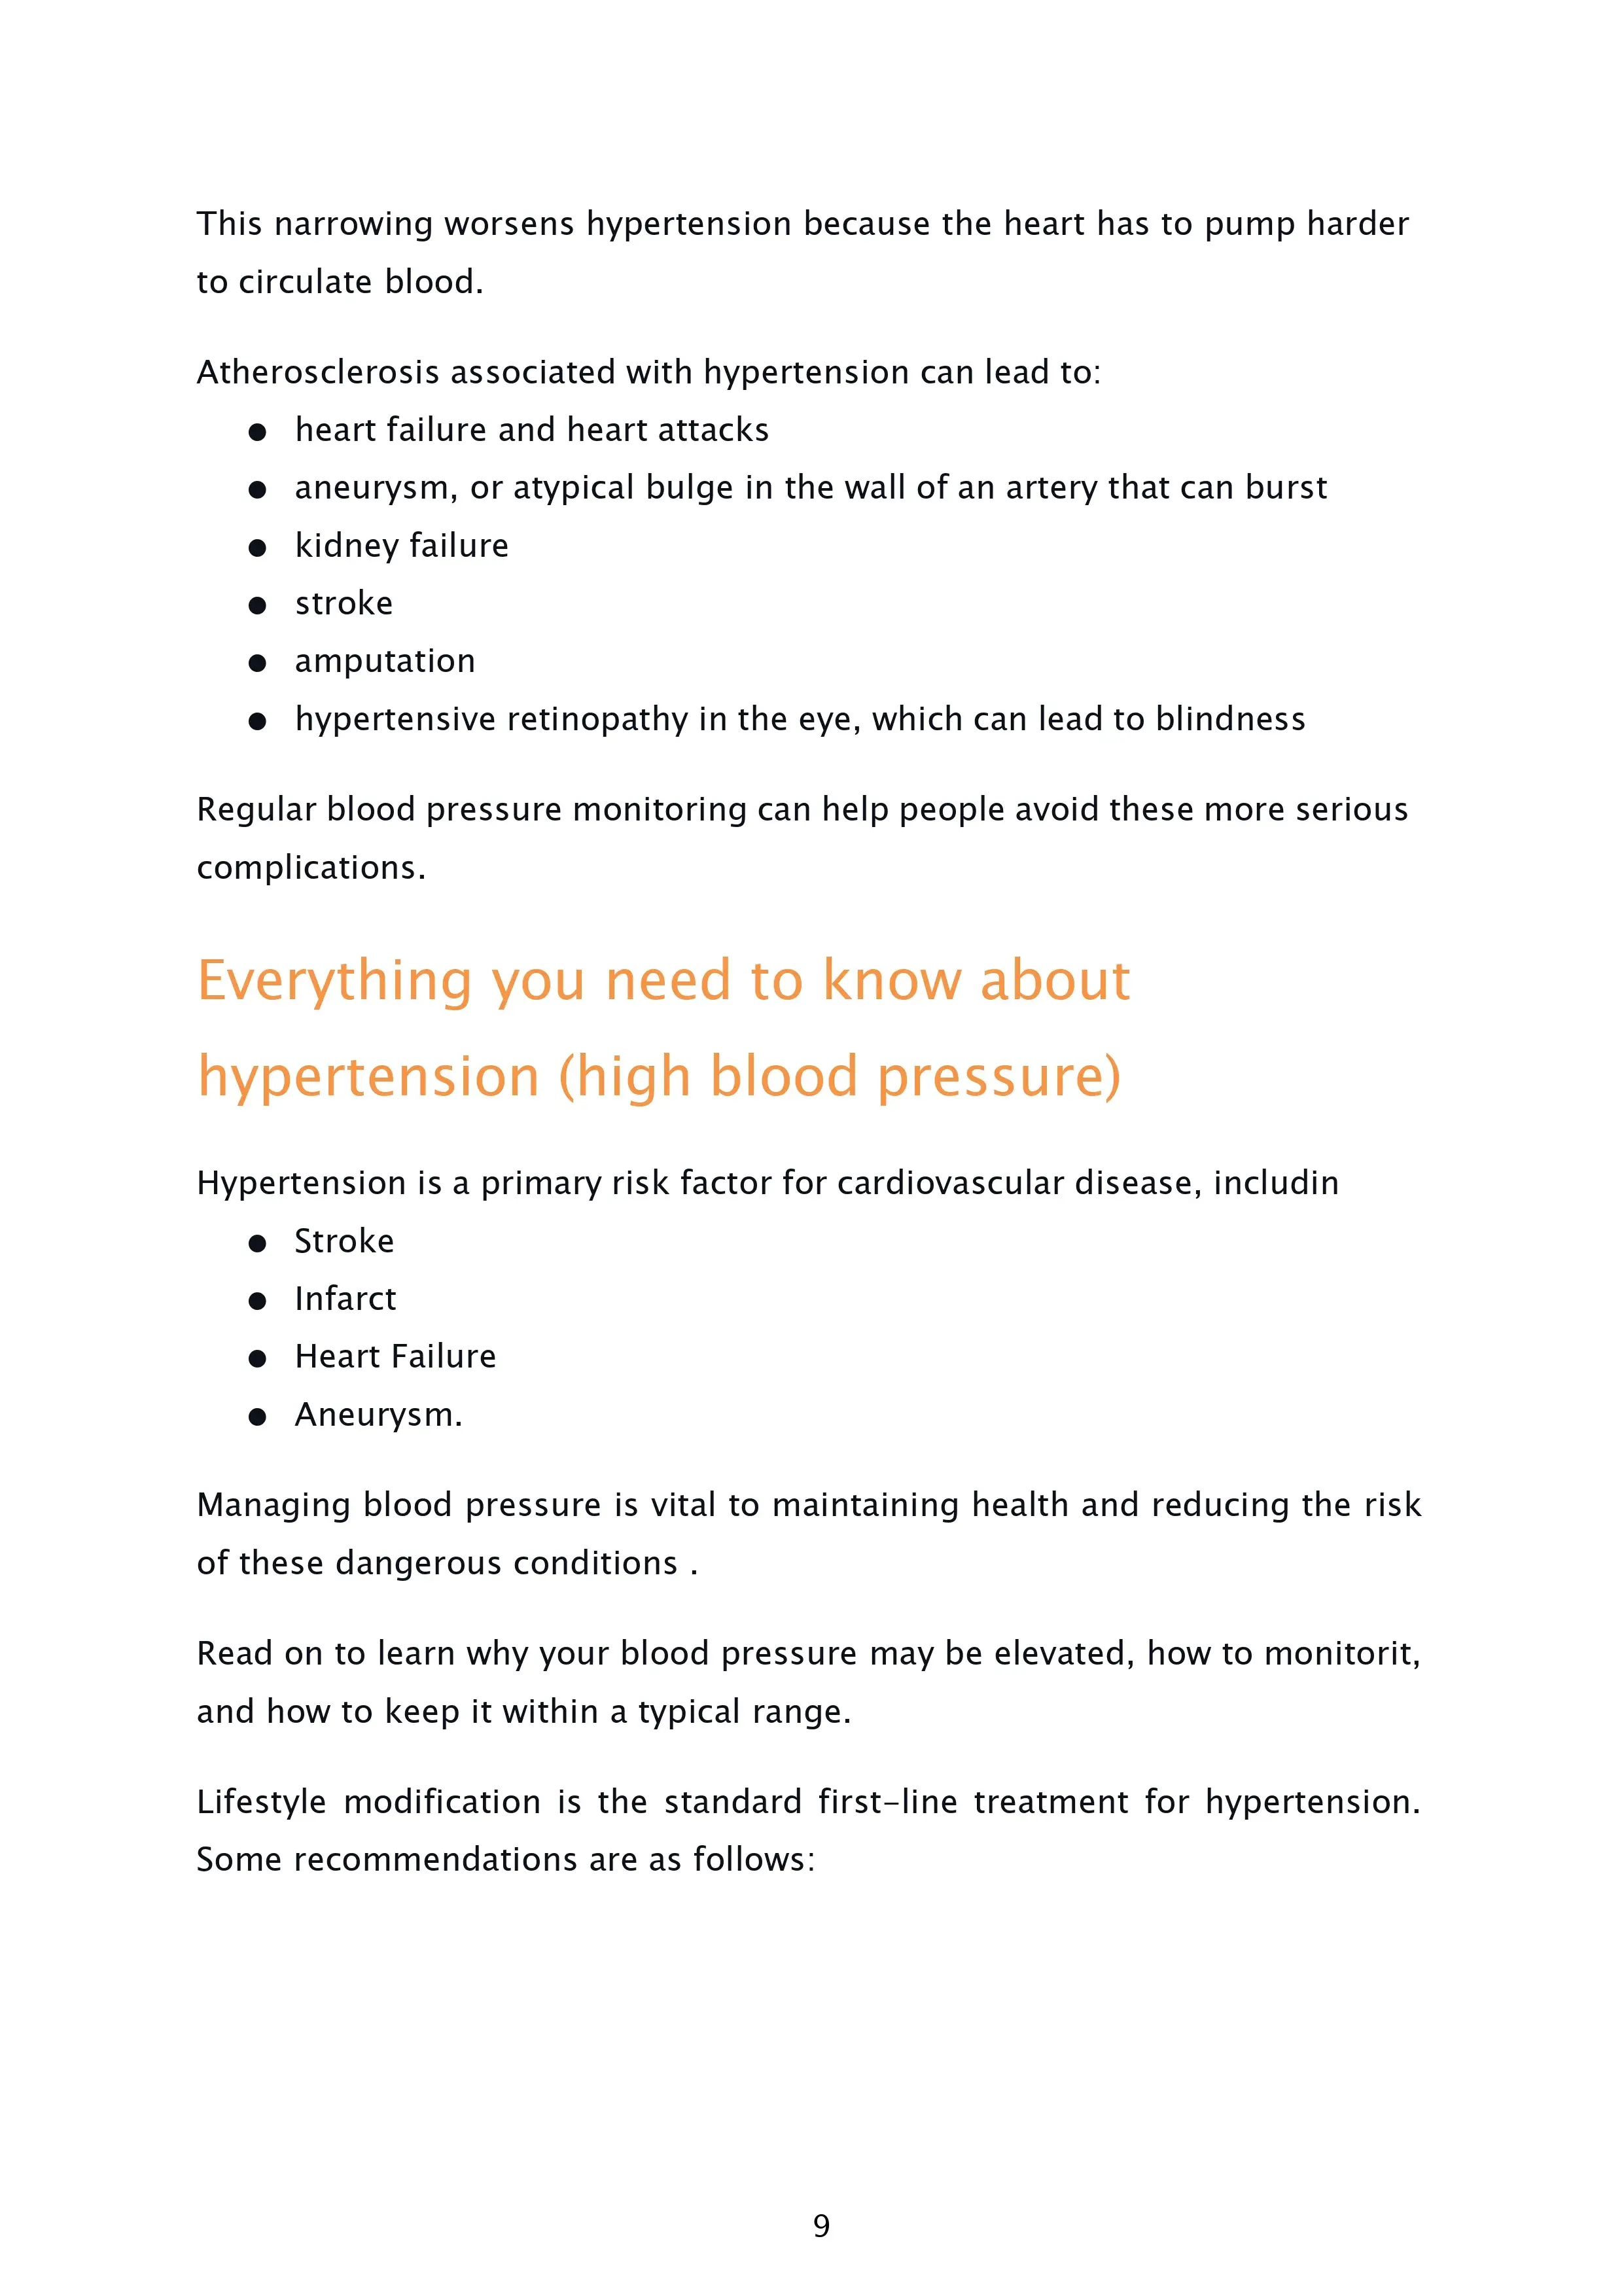 This narrowing worsens hypertension because the heart has to pump harder
to circulate blood.
Atherosclerosis associated with hypertension can lead to:
● heart failure and heart attacks
● aneurysm, or atypical bulge in the wall of an artery that can burst
● kidney failure
● stroke
● amputation
● hypertensive retinopathy in the eye, which can lead to blindness
Regular blood pressure monitoring can help people avoid these more serious
complications.
Everything you need to know about
hypertension (high blood pressure)
Hypertension is a primary risk factor for cardiovascular disease, includin
● Stroke
● Infarct
● Heart Failure
● Aneurysm.
Managing blood pressure is vital to maintaining health and reducing the risk
of these dangerous conditions .
Read on to learn why your blood pressure may be elevated, how to monitorit,
and how to keep it within a typical range.
Lifestyle modification is the standard first-line treatment for hypertension.
Some recommendations are as follows:
9